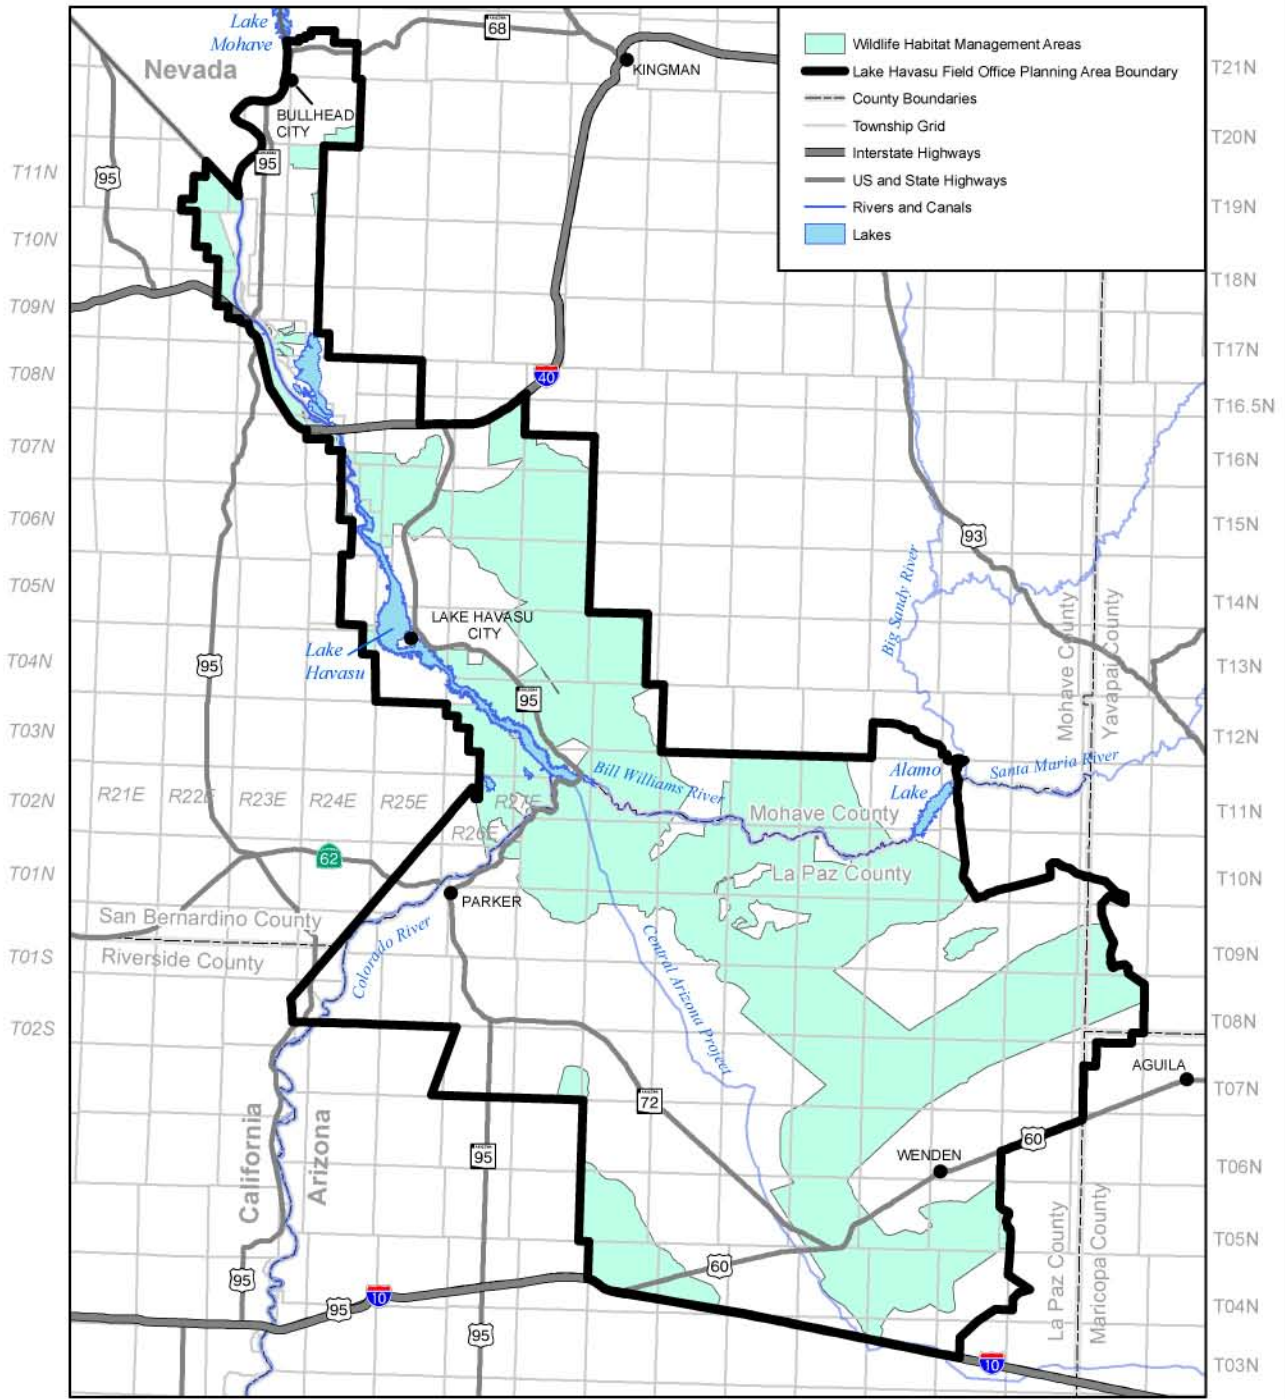 Lake
Mohave
Nevada
68
KINGMAN
BULLHEAD
CITY
95
95
Wildlife Habitat Management Areas
Lake Havasu Field Office Planning Area Boundary
County Boundaries
Township Grid
Interstate Highways
US and State Highways
Rivers and Canals
Lakes
T21N
T20N
T19N
T18N
T17N
T16.5N
T16N
T15N
T14N
T13N
T12N
T11N
T10N
T09N
T08N
T07N
T06N
T05N
T04N
T03N
T11N
T10N
T09N
T08N
T07N
T06N
T05N
T04N
T03N
T02N
T01N
T01S
T02S
40
93
Big Sandy River
Mohave County
Yavapai County
LAKE HAVASU
CITY
Lake
Havasu
95
95
Bill Williams River
Alamo
Lake
Santa Maria River
R21E
R22E
R23E
R24E
R25E
R27E
R26E
Mohave County
La Paz County
62
PARKER
San Bernardino County
Riverside County
Colorado River
Central Arizona Project
AGUILA
72
60
WENDEN
California
Arizona
95
La Paz County
Maricopa County
60
95
10
95
95
10